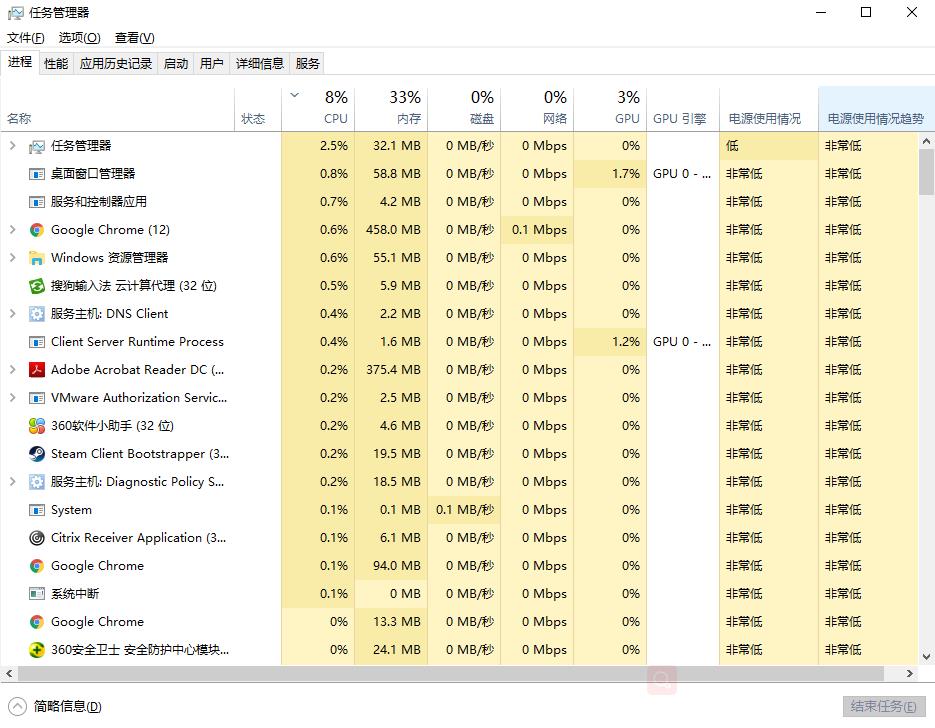 任务管理器
文件(F) 选项(O) 查看(V)
进程 性能 应用历史记录 启动 用户 详细信息 服务
8% 33% 0% 0% 3%
名称 状态 CPU 内存 磁盘 网络 GPU GPU 引擎 电源使用情况 电源使用情况趋势
任务管理器 2.5% 32.1 MB 0 MB/秒 0 Mbps 0% 低 非常低
桌面窗口管理器 0.8% 58.8 MB 0 MB/秒 0 Mbps 1.7% GPU 0 - ... 非常低 非常低
服务和控制器应用 0.7% 4.2 MB 0 MB/秒 0 Mbps 0% 非常低 非常低
Google Chrome (12) 0.6% 458.0 MB 0 MB/秒 0.1 Mbps 0% 非常低 非常低
Windows 资源管理器 0.6% 55.1 MB 0 MB/秒 0 Mbps 0% 非常低 非常低
搜狗输入法 云计算代理 (32 位) 0.5% 5.9 MB 0 MB/秒 0 Mbps 0% 非常低 非常低
服务主机: DNS Client 0.4% 2.2 MB 0 MB/秒 0 Mbps 0% 非常低 非常低
Client Server Runtime Process 0.4% 1.6 MB 0 MB/秒 0 Mbps 1.2% GPU 0 - ... 非常低 非常低
Adobe Acrobat Reader DC (... 0.2% 375.4 MB 0 MB/秒 0 Mbps 0% 非常低 非常低
VMware Authorization Servic... 0.2% 2.5 MB 0 MB/秒 0 Mbps 0% 非常低 非常低
360软件小助手 (32 位) 0.2% 4.6 MB 0 MB/秒 0 Mbps 0% 非常低 非常低
Steam Client Bootstrapper (3... 0.2% 19.5 MB 0 MB/秒 0 Mbps 0% 非常低 非常低
服务主机: Diagnostic Policy S... 0.2% 18.5 MB 0 MB/秒 0 Mbps 0% 非常低 非常低
System 0.1% 0.1 MB 0.1 MB/秒 0 Mbps 0% 非常低 非常低
Citrix Receiver Application (3... 0.1% 6.1 MB 0 MB/秒 0 Mbps 0% 非常低 非常低
Google Chrome 0.1% 94.0 MB 0 MB/秒 0 Mbps 0% 非常低 非常低
系统中断 0.1% 0 MB 0 MB/秒 0 Mbps 0% 非常低 非常低
Google Chrome 0% 13.3 MB 0 MB/秒 0 Mbps 0% 非常低 非常低
360安全卫士 安全防护中心模块... 0% 24.1 MB 0 MB/秒 0 Mbps 0% 非常低 非常低
简略信息(D) 结束任务(E)